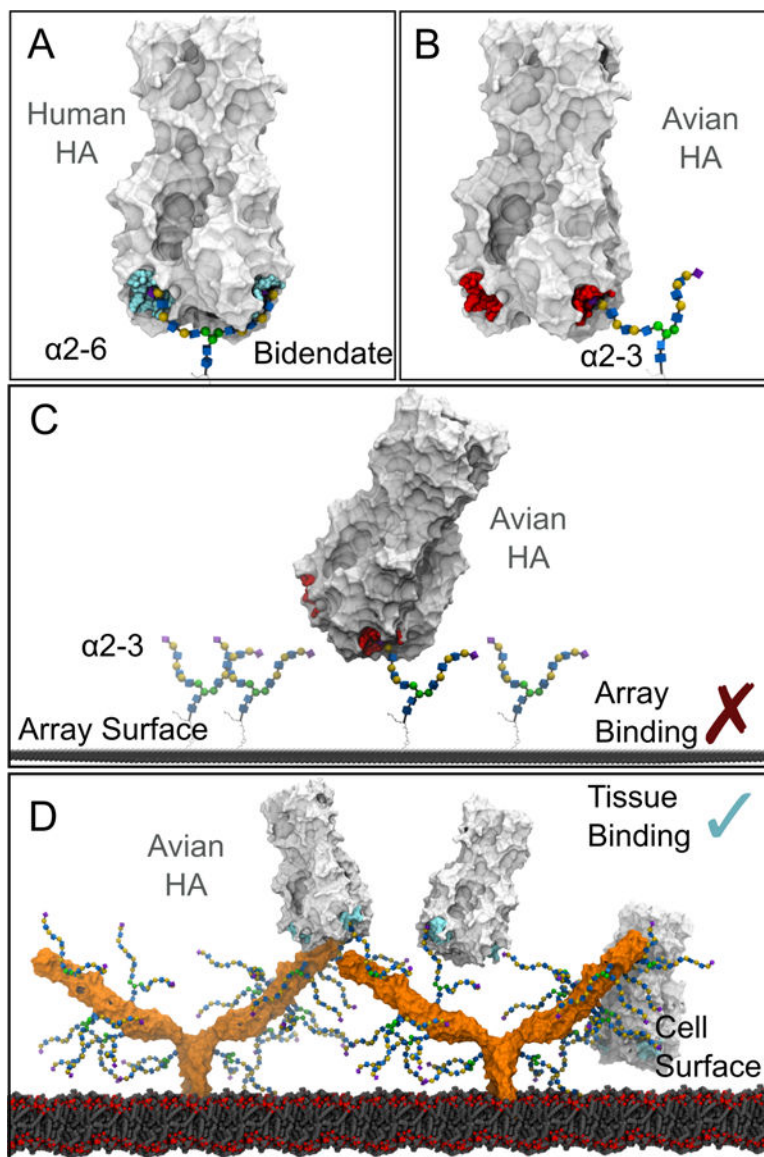 A
Human
HA
α2-6
Bidendate
B
Avian
HA
α2-3
C
Avian
HA
α2-3
Array Surface
Array
Binding
D
Avian
HA
Tissue
Binding
Cell
Surface